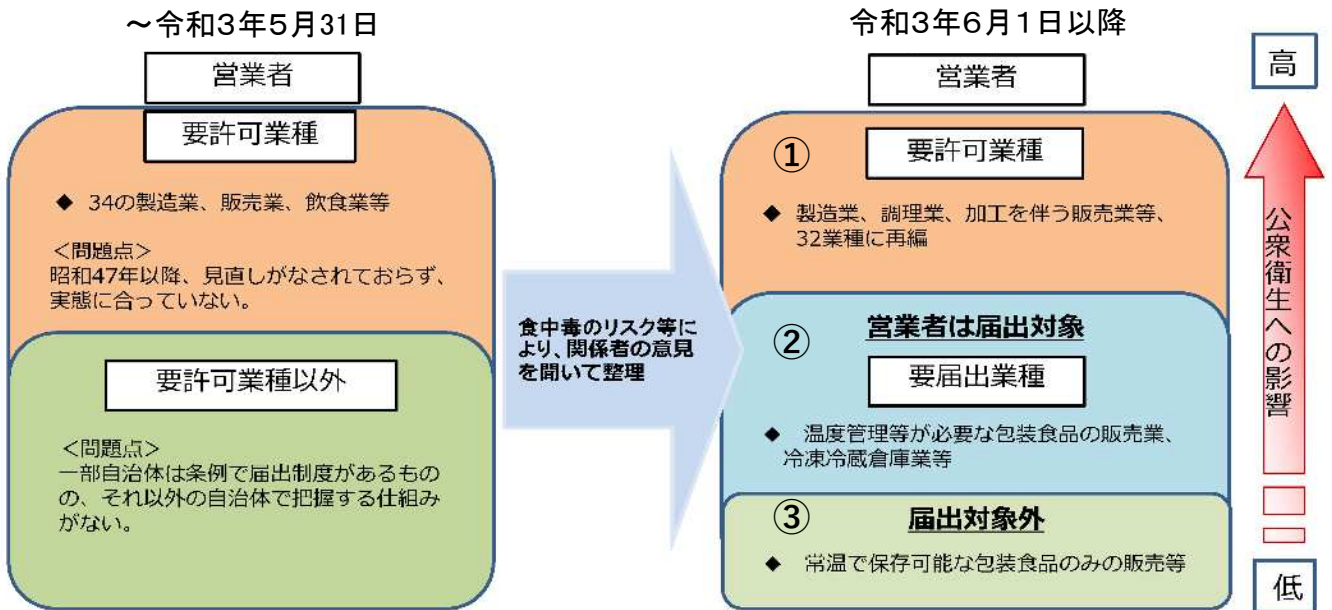 ～令和３年５月31日
営業者
要許可業種
◆ 34の製造業、販売業、飲食業等
＜問題点＞
昭和47年以降、見直しがなされておらず、
実態に合っていない。
要許可業種以外
＜問題点＞
一部自治体は条例で届出制度があるもの
の、それ以外の自治体で把握する仕組み
がない。
食中毒のリスク等に
より、関係者の意見
を聞いて整理
令和３年６月１日以降
営業者
①
要許可業種
◆ 製造業、調理業、加工を伴う販売業等、
32業種に再編
②
営業者は届出対象
要届出業種
◆ 温度管理等が必要な包装食品の販売業、
冷凍冷蔵倉庫業等
③
届出対象外
◆ 常温で保存可能な包装食品のみの販売等
高
公衆衛生への影響
低